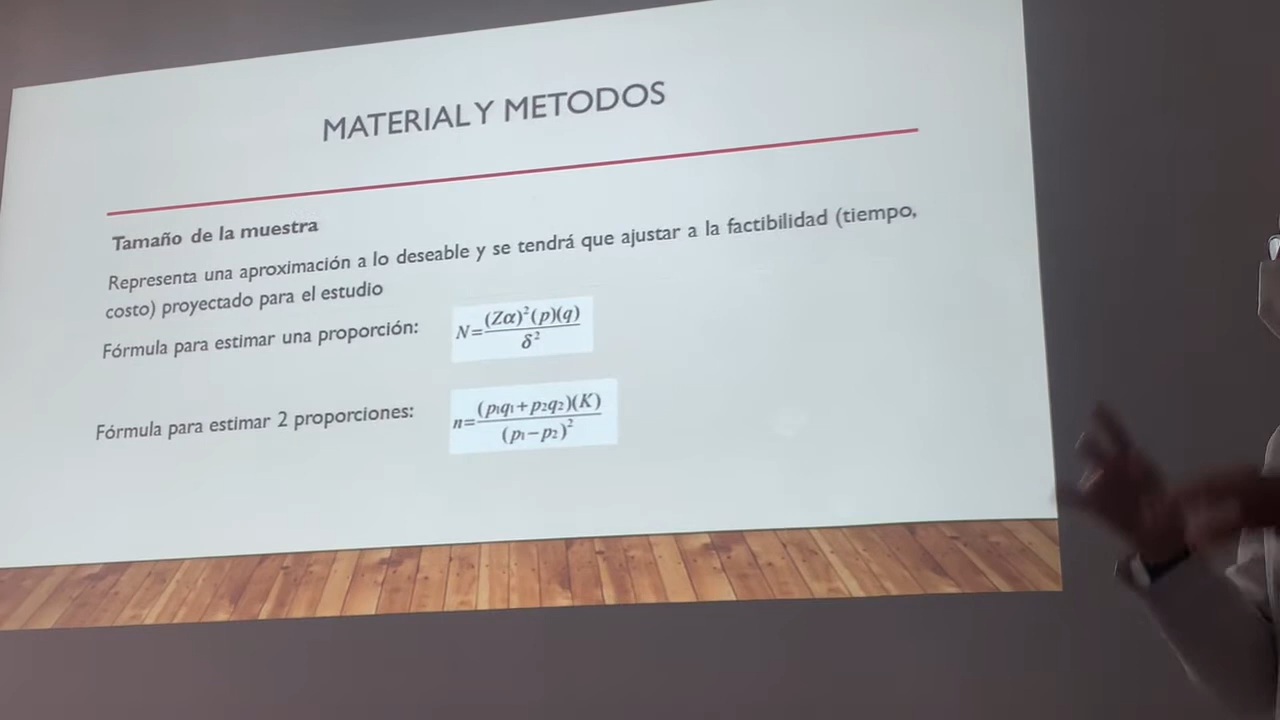 MATERIAL Y METODOS
Tamaño de la muestra
Representa una aproximación a lo deseable y se tendrá que ajustar a la factibilidad (tiempo,
costo) proyectado para el estudio
Fórmula para estimar una proporción:
N=(Zα)²(p)(q)
δ²
Fórmula para estimar 2 proporciones:
n=(p₁q₁+p₂q₂)(K)
(p₁−p₂)²